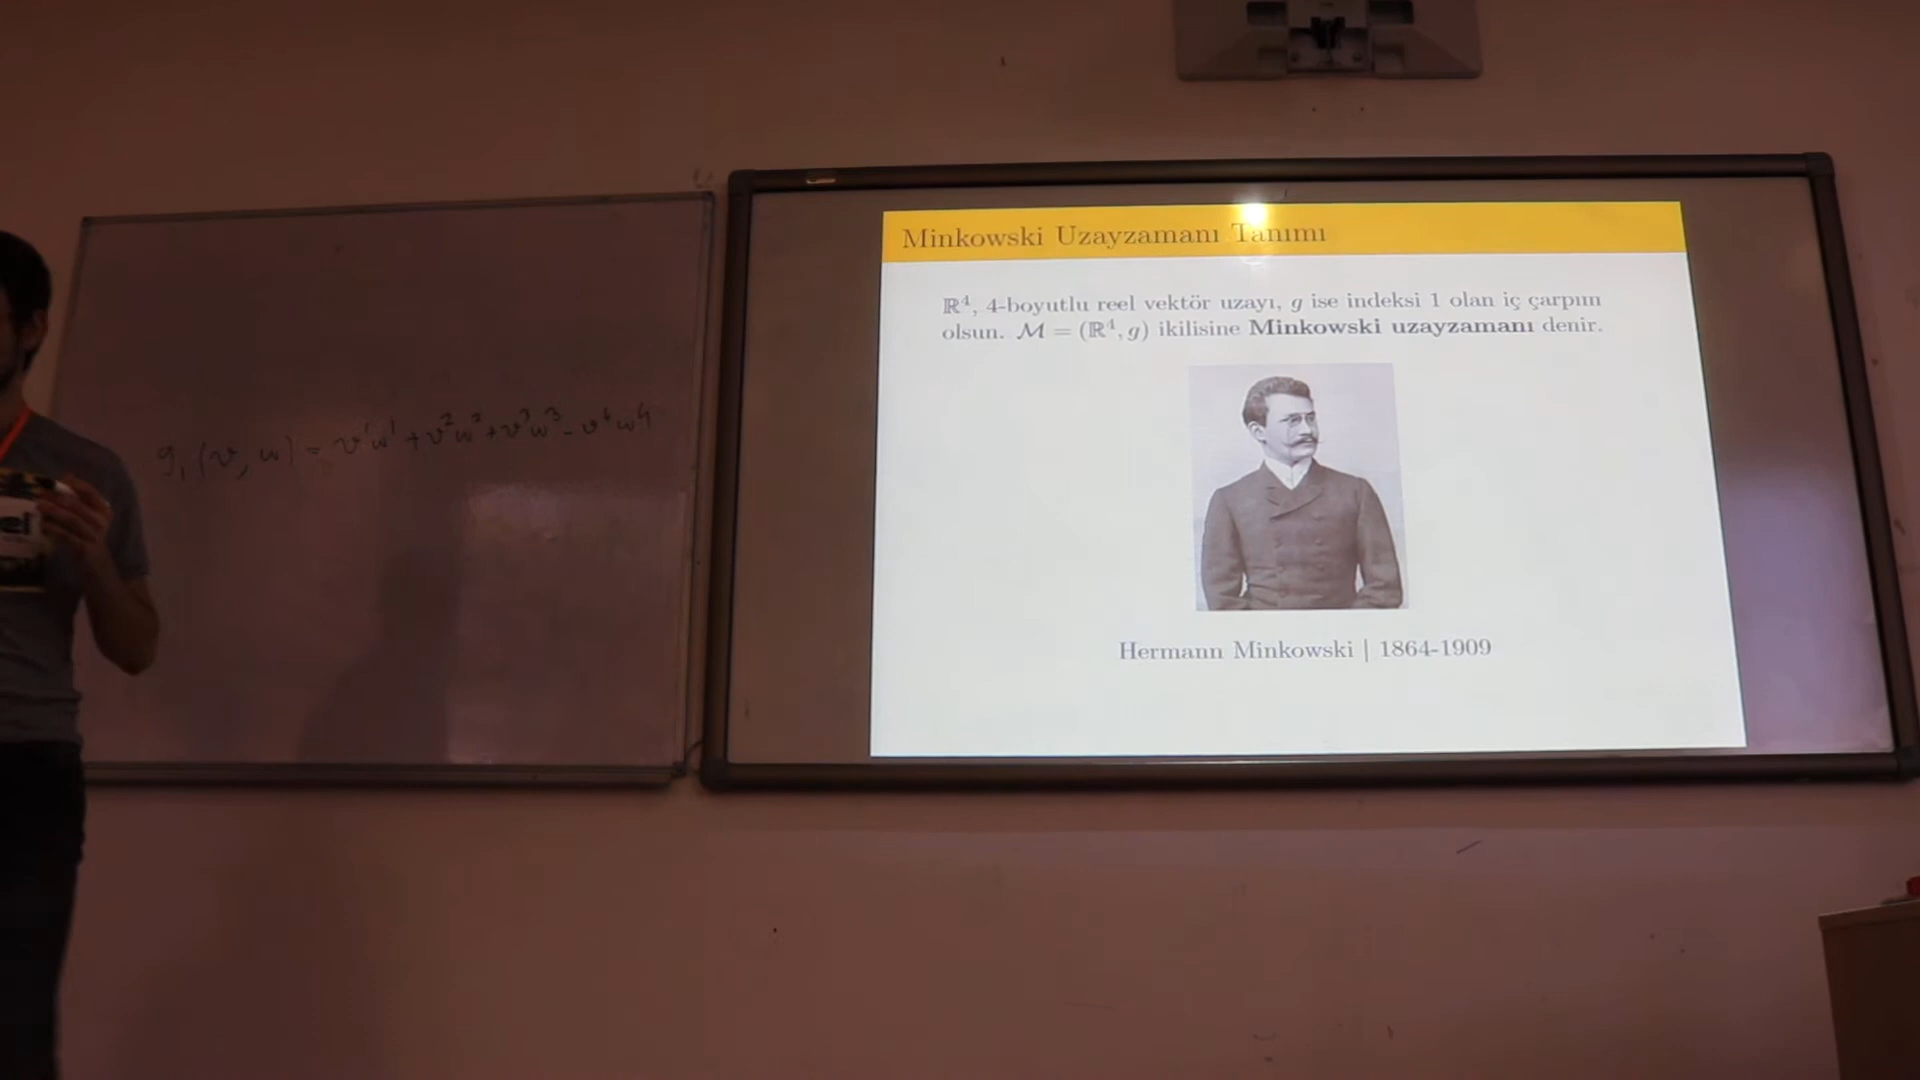 g₁(v, w) = v¹w¹ + v²w² + v³w³ - v⁴w⁴
Minkowski Uzayzamanı Tanımı
ℝ⁴, 4-boyutlu reel vektör uzayı, g ise indeksi 1 olan iç çarpım
olsun. ℳ = (ℝ⁴, g) ikilisine Minkowski uzayzamanı denir.
Hermann Minkowski | 1864-1909